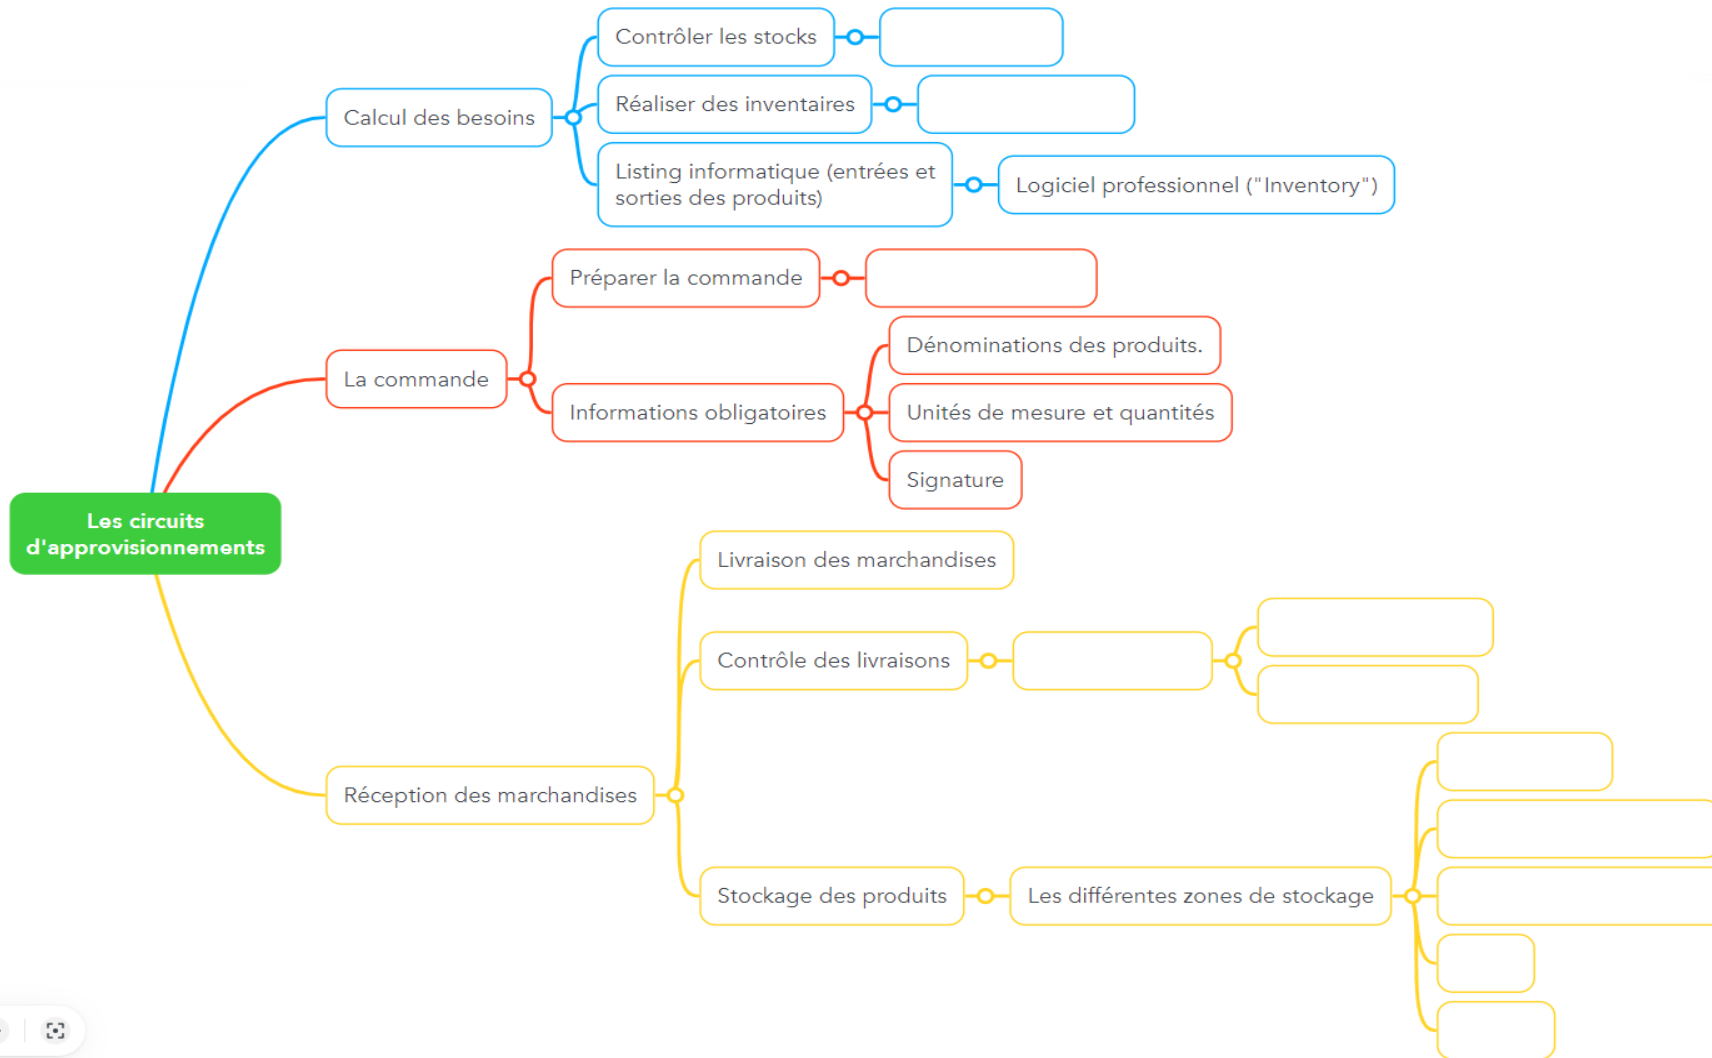 Contrôler les stocks
Calcul des besoins
Réaliser des inventaires
Listing informatique (entrées et
sorties des produits)
Logiciel professionnel ("Inventory")
Préparer la commande
La commande
Dénominations des produits.
Informations obligatoires
Unités de mesure et quantités
Signature
Les circuits
d'approvisionnements
Livraison des marchandises
Contrôle des livraisons
Réception des marchandises
Stockage des produits
Les différentes zones de stockage